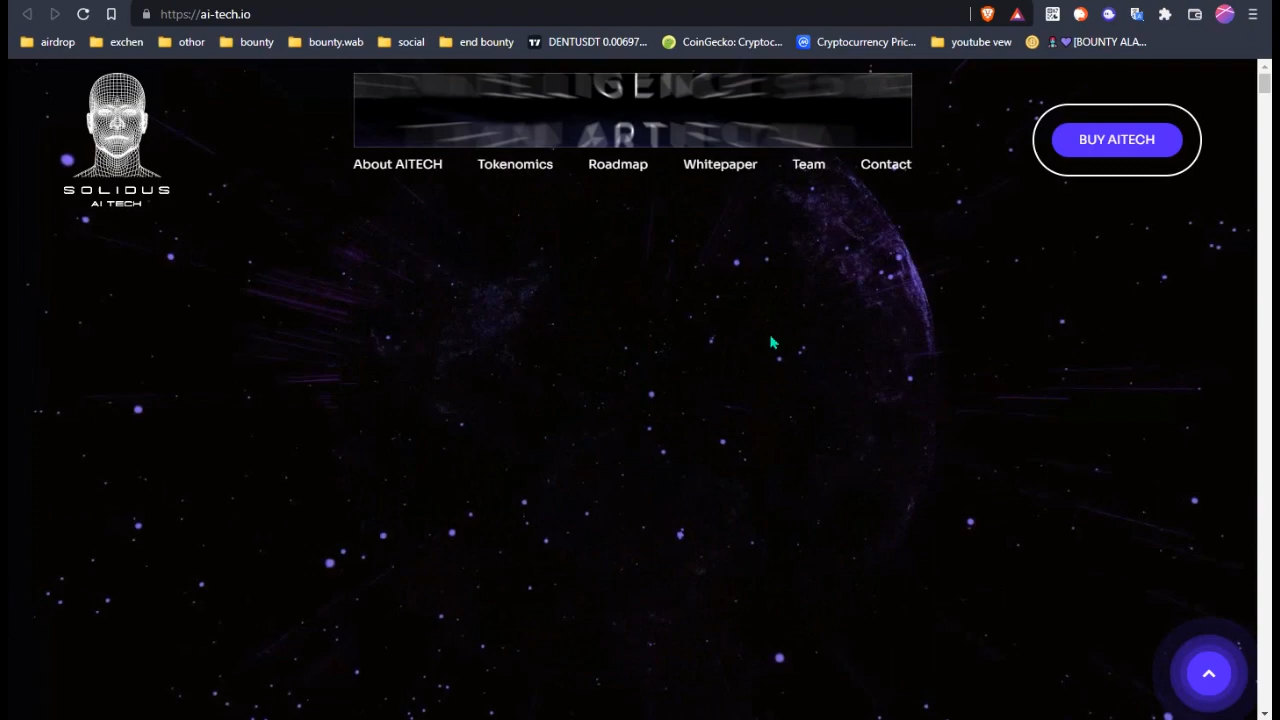 https://ai-tech.io
airdrop exchen othor bounty bounty.wab social end bounty DENTUSDT 0.00697... CoinGecko: Cryptoc... Cryptocurrency Pric... youtube vew [BOUNTY ALA...
SOLIDUS
AI TECH
About AITECH Tokenomics Roadmap Whitepaper Team Contact
BUY AITECH